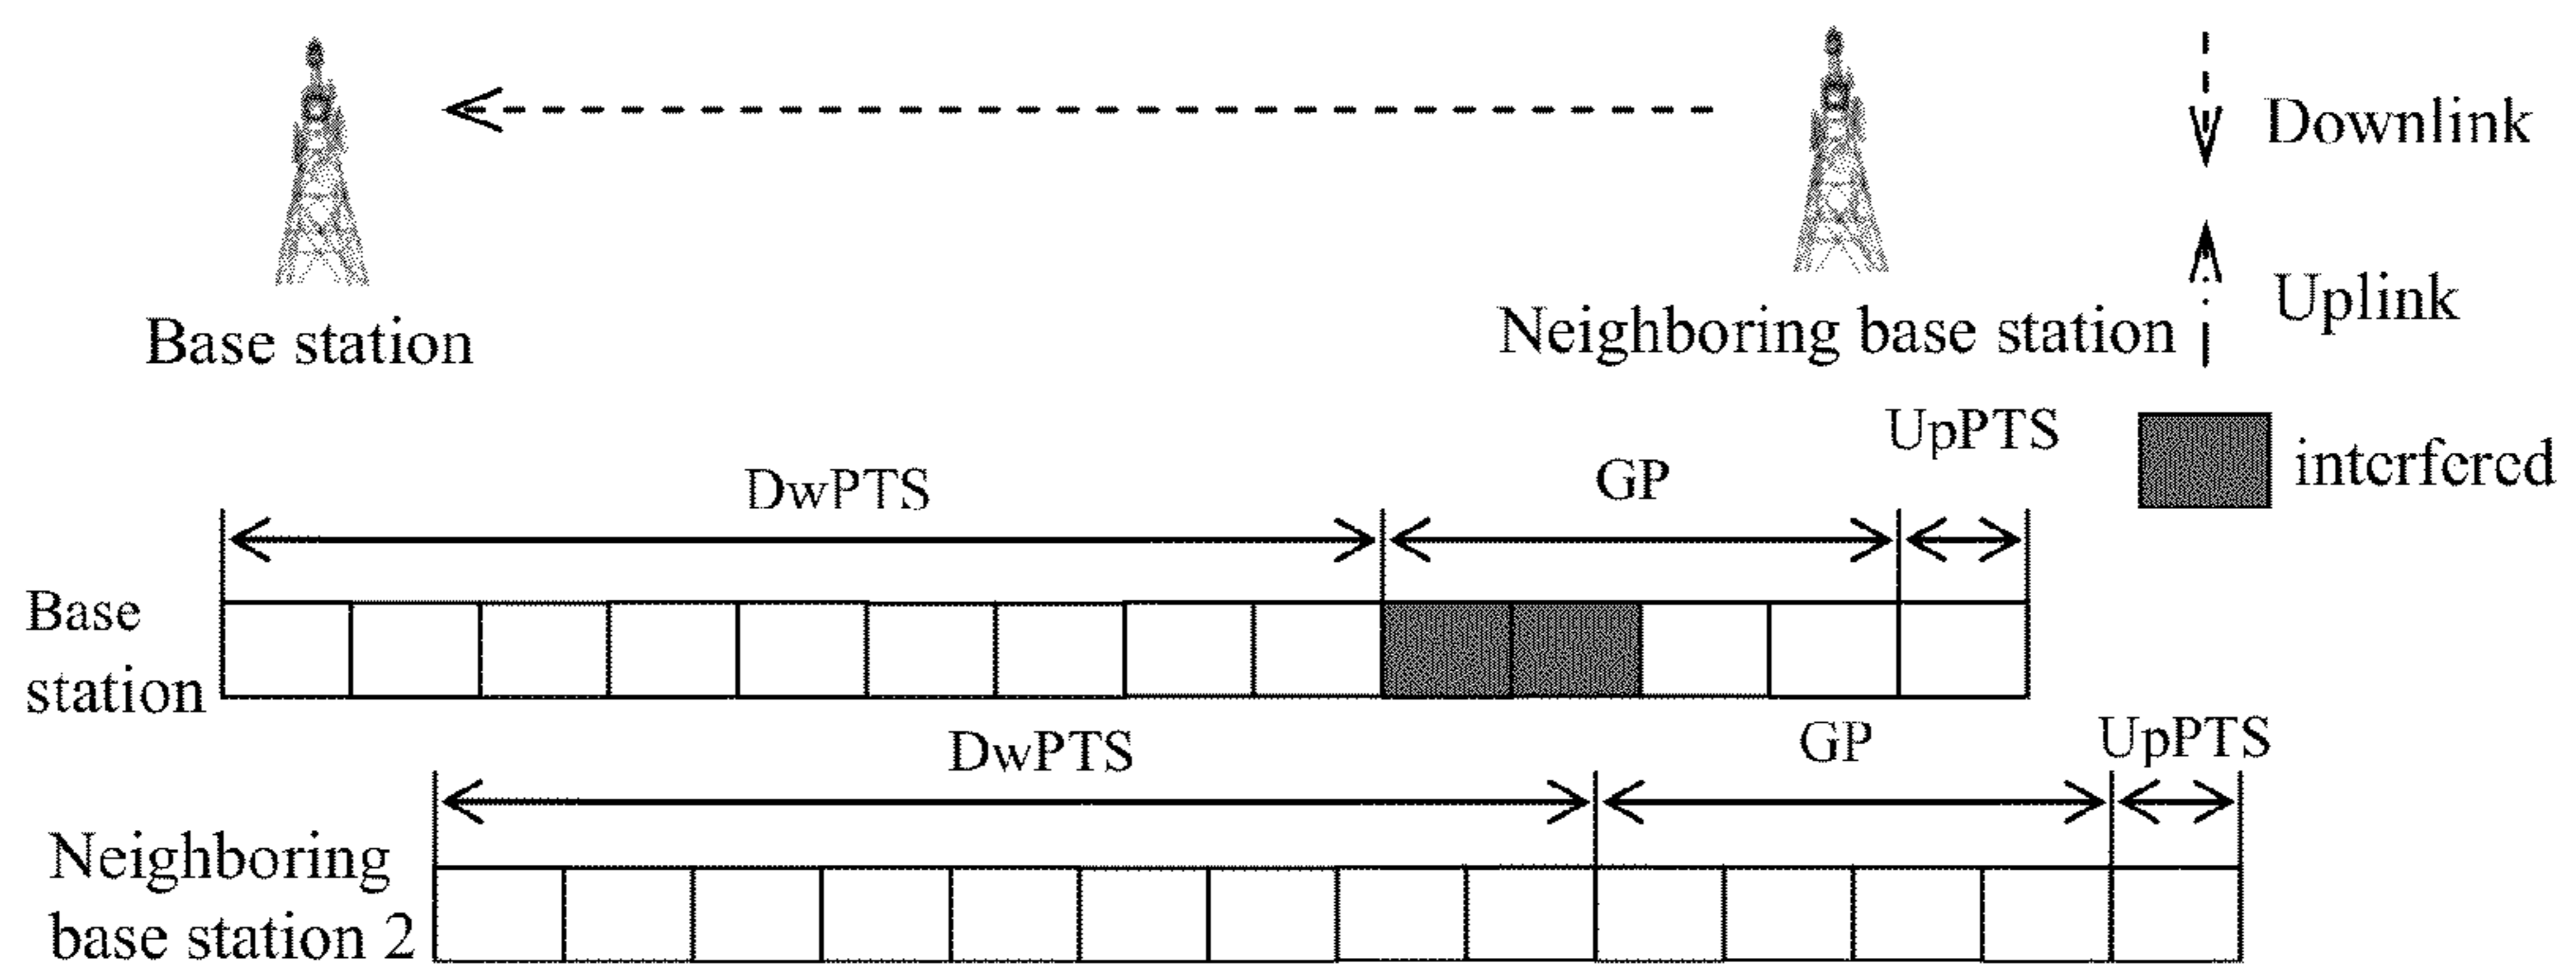 Downlink
Uplink
Base station
Neighboring base station
UpPTS
interfered
DwPTS
GP
Base
station
DwPTS
GP
UpPTS
Neighboring
base station 2